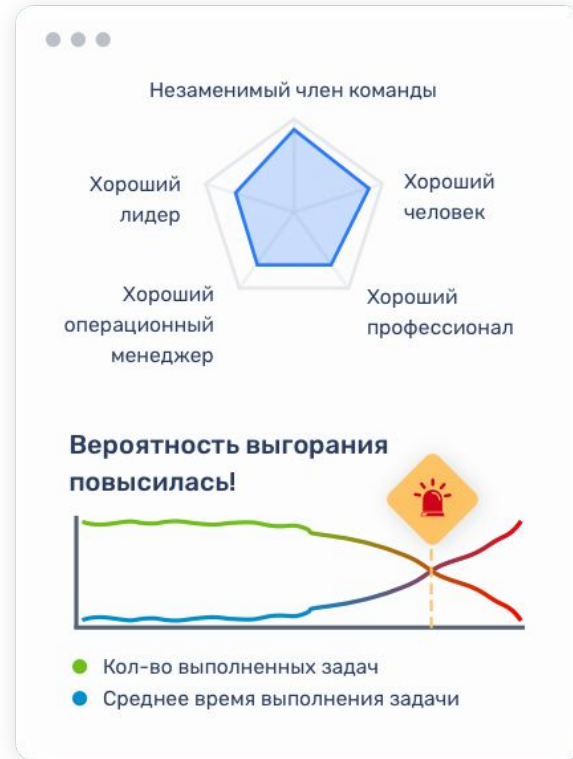 Незаменимый член команды
Хороший
лидер
Хороший
человек
Хороший
операционный
менеджер
Хороший
профессионал
Вероятность выгорания
повысилась!
Кол-во выполненных задач
Среднее время выполнения задачи